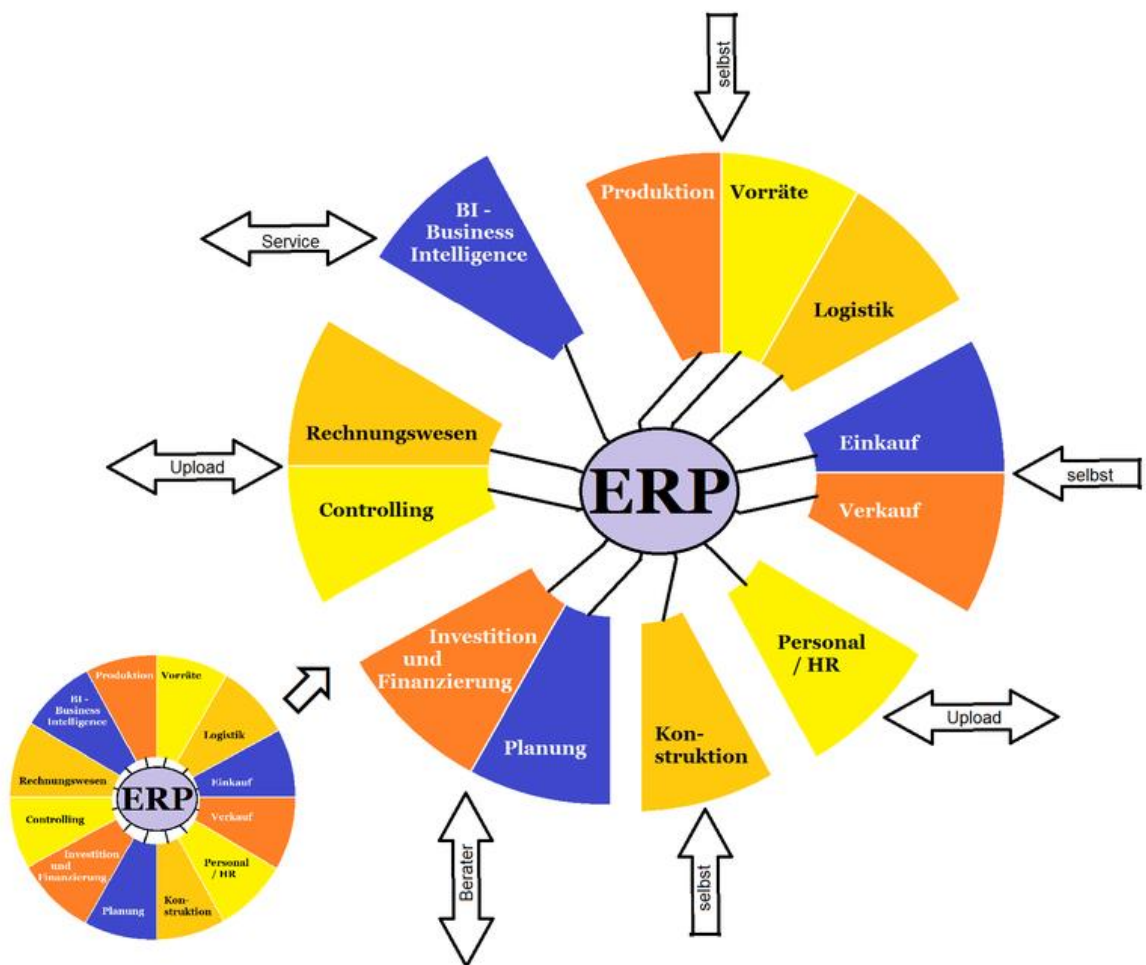 selbst
Produktion
Vorräte
BI -
Business
Intelligence
Service
Logistik
Rechnungswesen
Einkauf
Upload
ERP
selbst
Controlling
Verkauf
Investition
und
Finanzierung
Personal
/ HR
Planung
Kon-
struktion
Upload
Berater
selbst
Produktion
Vorräte
BI -
Business
Intelligence
Logistik
Rechnungswesen
Einkauf
ERP
Controlling
Verkauf
Investition
und
Finanzierung
Personal
/ HR
Planung
Kon-
struktion